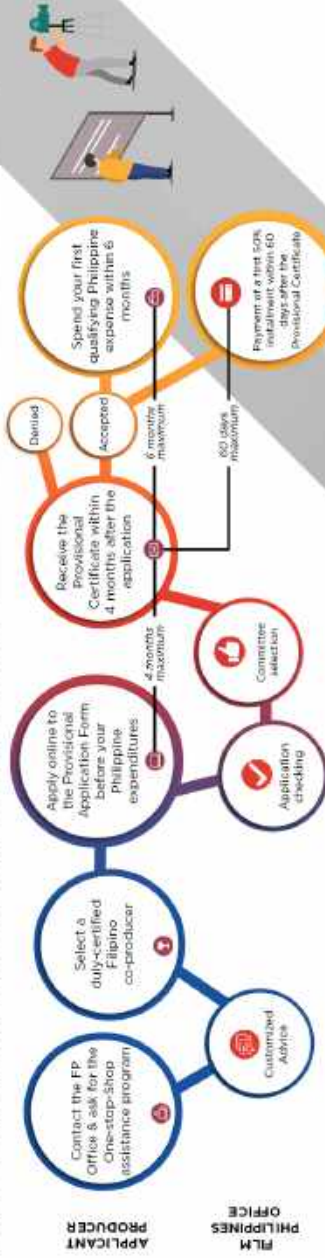 APPLICANT
PRODUCER
FILM
PHILIPPINES
OFFICE
Contact the FP
Office & ask for the
One-stop-shop
assistance program
Customized
Advice
Select a
duly-certified
Filipino
co-producer
Apply online to
the Provisional
Application Form
before your
Philippine
expenditures
Application
checking
Committee
selection
4 months
maximum
Receive the
Provisional
Certificate within
4 months after the
application
Denied
Accepted
6 months
maximum
60 days
maximum
Spend your first
qualifying Philippine
expense within 6
months
Payment of a first 50%
instalment within 60
days after the
Provisional Certificate